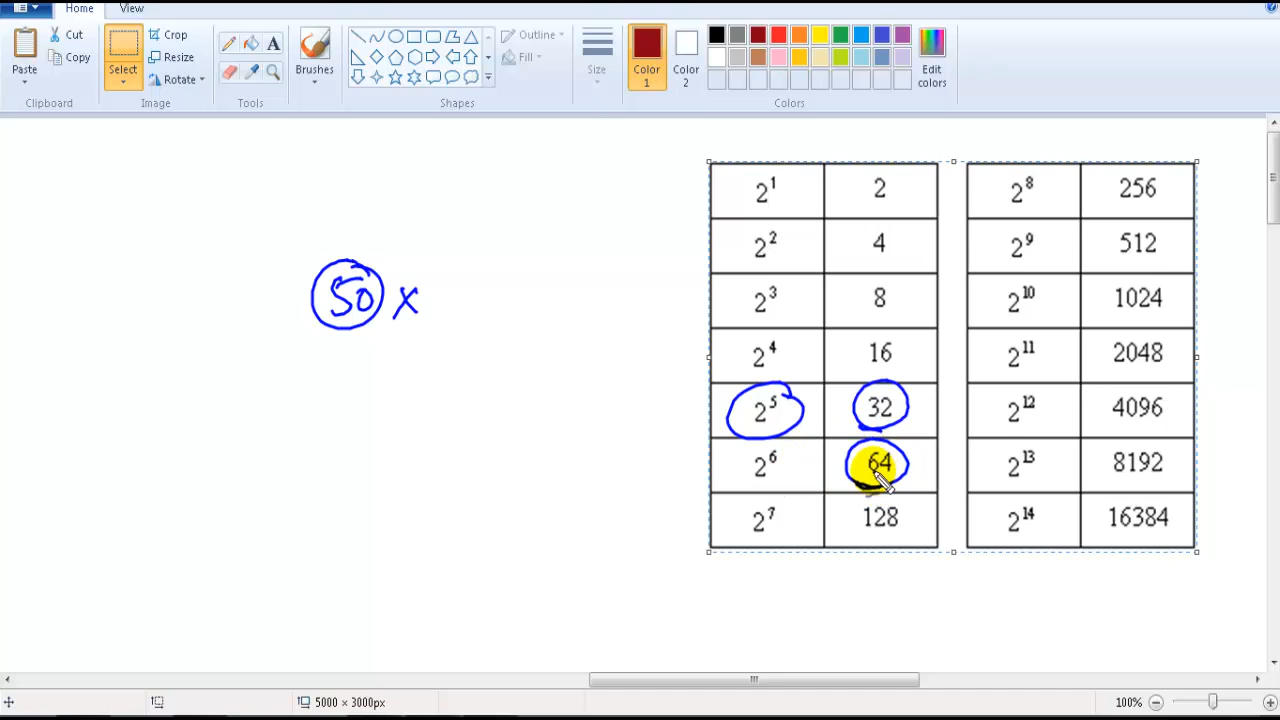 Home View
Cut
Copy
Paste
Clipboard
Select
Crop
Resize
Rotate
Image
A
Tools
Brushes
Outline
Fill
Shapes
Size
Color 1
Color 2
Edit colors
Colors
50 x
2¹ 2 2⁸ 256
2² 4 2⁹ 512
2³ 8 2¹⁰ 1024
2⁴ 16 2¹¹ 2048
2⁵ 32 2¹² 4096
2⁶ 64 2¹³ 8192
2⁷ 128 2¹⁴ 16384
5000 × 3000px
100%